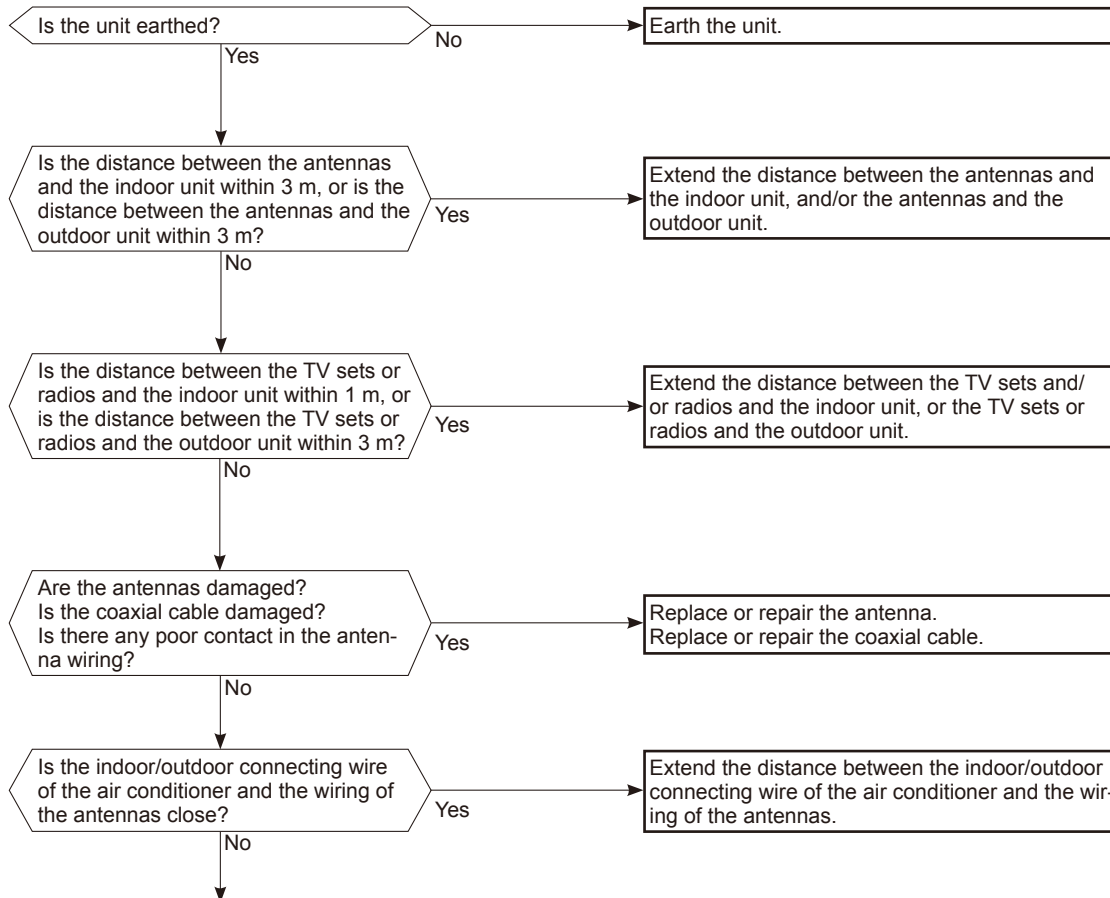 Is the unit earthed?
No
Earth the unit.
Yes
Is the distance between the antennas
and the indoor unit within 3 m, or is the
distance between the antennas and the
outdoor unit within 3 m?
Yes
Extend the distance between the antennas and
the indoor unit, and/or the antennas and the
outdoor unit.
No
Is the distance between the TV sets or
radios and the indoor unit within 1 m, or
is the distance between the TV sets or
radios and the outdoor unit within 3 m?
Yes
Extend the distance between the TV sets and/
or radios and the indoor unit, or the TV sets or
radios and the outdoor unit.
No
Are the antennas damaged?
Is the coaxial cable damaged?
Is there any poor contact in the anten-
na wiring?
Yes
Replace or repair the antenna.
Replace or repair the coaxial cable.
No
Is the indoor/outdoor connecting wire
of the air conditioner and the wiring of
the antennas close?
Yes
Extend the distance between the indoor/outdoor
connecting wire of the air conditioner and the wir-
ing of the antennas.
No